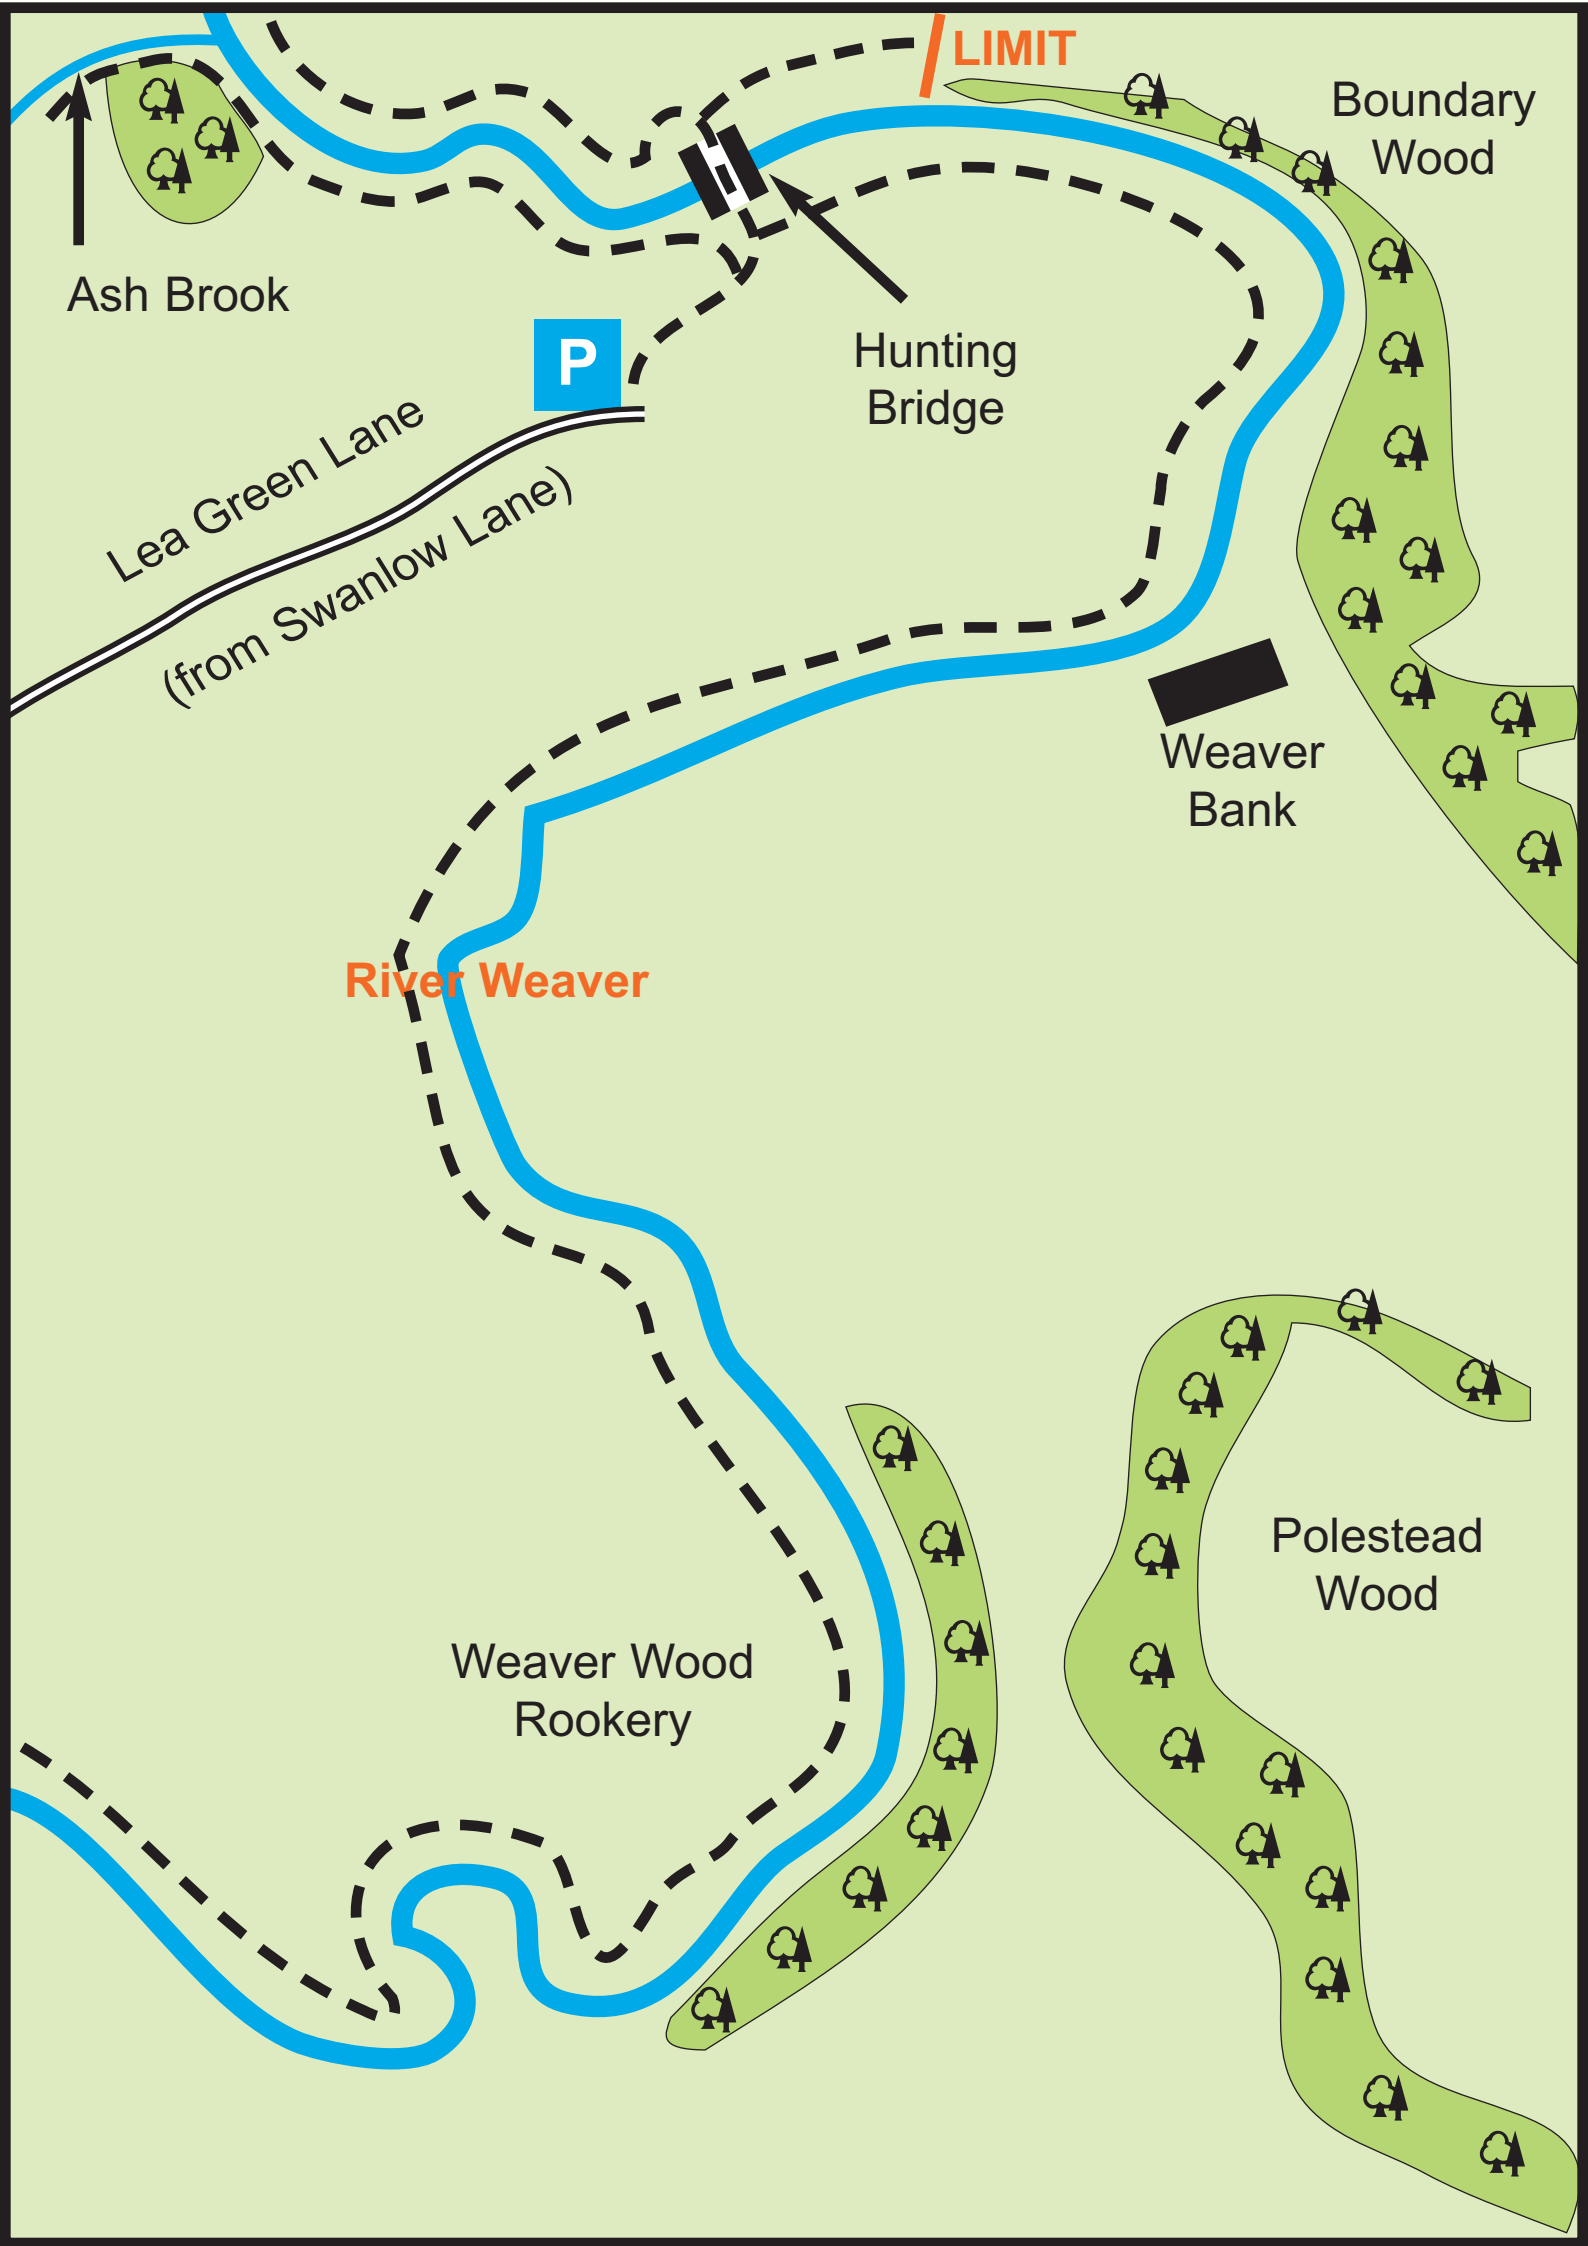 LIMIT
Boundary
Wood
Ash Brook
Hunting
Bridge
P
Lea Green Lane
(from Swanlow Lane)
Weaver
Bank
River Weaver
Polestead
Wood
Weaver Wood
Rookery